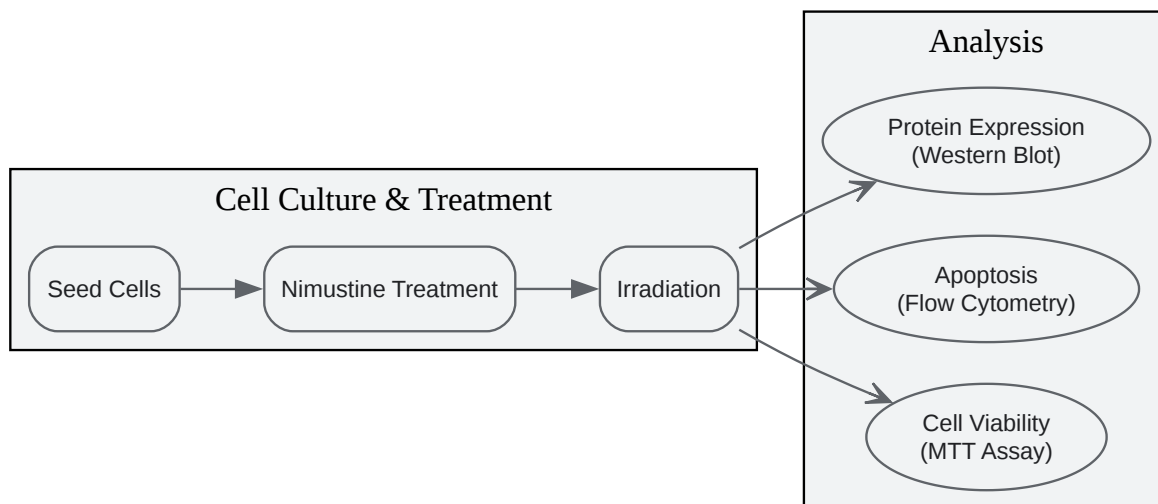 Cell Culture & Treatment
Seed Cells
Nimustine Treatment
Irradiation
Analysis
Protein Expression
(Western Blot)
Apoptosis
(Flow Cytometry)
Cell Viability
(MTT Assay)